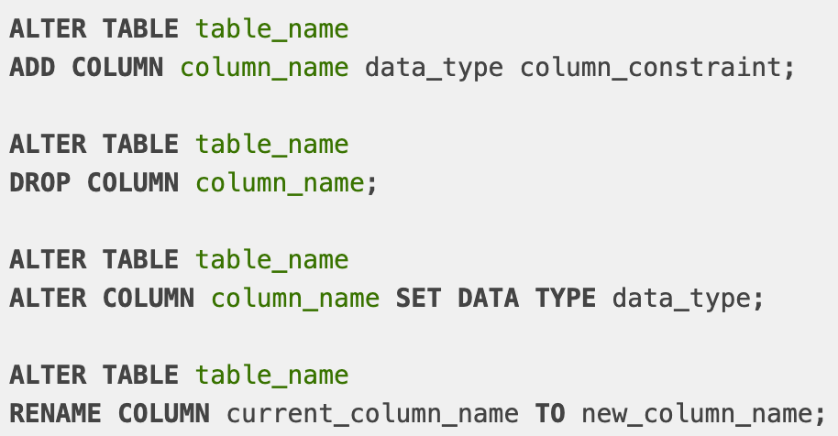 ALTER TABLE table_name
ADD COLUMN column_name data_type column_constraint;
ALTER TABLE table_name
DROP COLUMN column_name;
ALTER TABLE table_name
ALTER COLUMN column_name SET DATA TYPE data_type;
ALTER TABLE table_name
RENAME COLUMN current_column_name TO new_column_name;